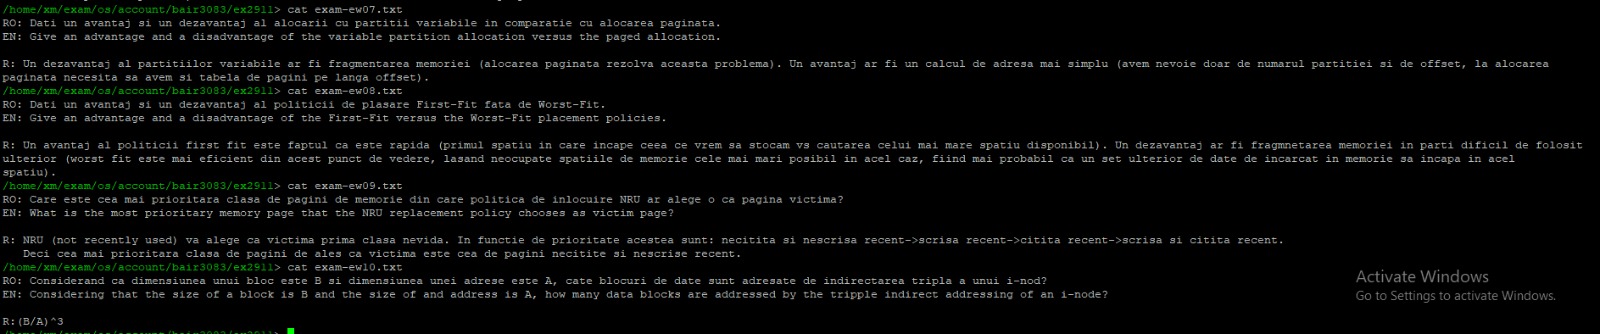 /home/xm/exam/os/account/bair3083/ex2911> cat exam-ew07.txt
RO: Dati un avantaj si un dezavantaj al alocarii cu partitii variabile in comparatie cu alocarea paginata.
EN: Give an advantage and a disadvantage of the variable partition allocation versus the paged allocation.
R: Un dezavantaj al partitiilor variabile ar fi fragmentarea memoriei (alocarea paginata rezolva aceasta problema). Un avantaj ar fi un calcul de adresa mai simplu (avem nevoie doar de numarul partitiei si de offset, la alocarea
paginata necesita sa avem si tabela de pagini pe langa offset).
/home/xm/exam/os/account/bair3083/ex2911> cat exam-ew08.txt
RO: Dati un avantaj si un dezavantaj al politicii de plasare First-Fit fata de Worst-Fit.
EN: Give an advantage and a disadvantage of the First-Fit versus the Worst-Fit placement policies.
R: Un avantaj al politicii first fit este faptul ca este rapida (primul spatiu in care incape ceea ce vrem sa stocam vs cautarea celui mai mare spatiu disponibil). Un dezavantaj ar fi fragmnetarea memoriei in parti dificil de folosit
ulterior (worst fit este mai eficient din acest punct de vedere, lasand neocupate spatiile de memorie cele mai mari posibil in acel caz, fiind mai probabil ca un set ulterior de date de incarcat in memorie sa incapa in acel
spatiu).
/home/xm/exam/os/account/bair3083/ex2911> cat exam-ew09.txt
RO: Care este cea mai prioritara clasa de pagini de memorie din care politica de inlocuire NRU ar alege o ca pagina victima?
EN: What is the most prioritary memory page that the NRU replacement policy chooses as victim page?
R: NRU (not recently used) va alege ca victima prima clasa nevida. In functie de prioritate acestea sunt: necitita si nescrisa recent->scrisa recent->citita recent->scrisa si citita recent.
Deci cea mai prioritara clasa de pagini de ales ca victima este cea de pagini necitite si nescrise recent.
/home/xm/exam/os/account/bair3083/ex2911> cat exam-ew10.txt
RO: Considerand ca dimensiunea unui bloc este B si dimensiunea unei adrese este A, cate blocuri de date sunt adresate de indirectarea tripla a unui i-nod?
EN: Considering that the size of a block is B and the size of and address is A, how many data blocks are addressed by the tripple indirect addressing of an i-node?
Activate Windows
Go to Settings to activate Windows.
R:(B/A)^3